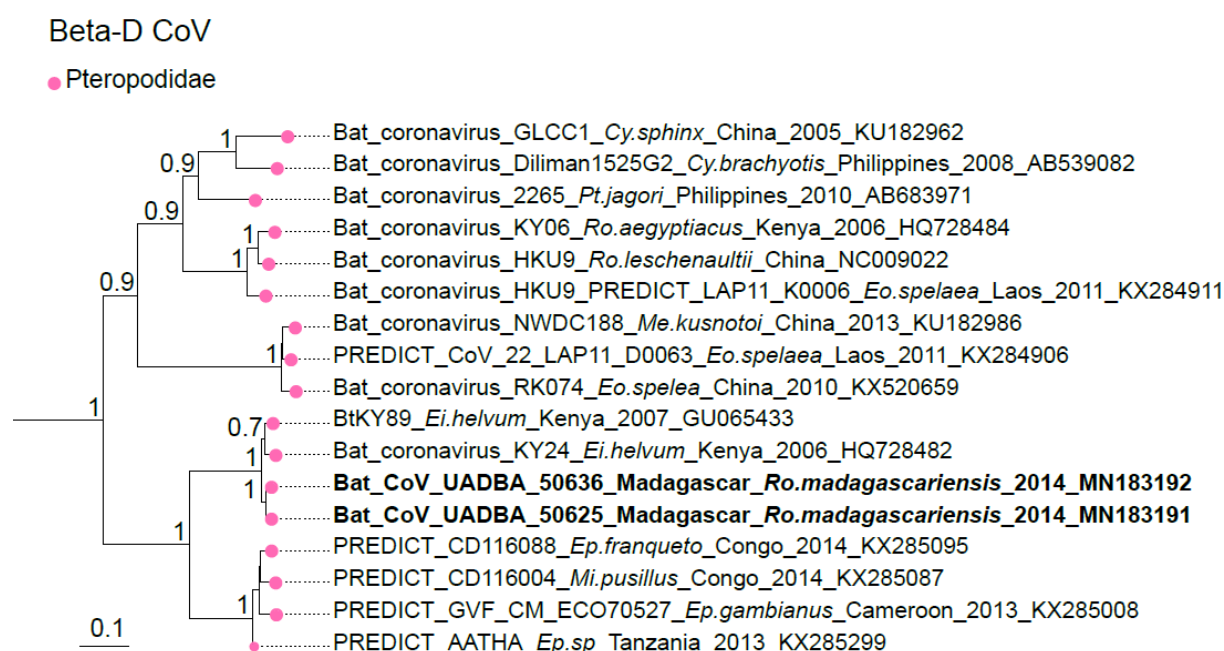 Beta-D CoV
Pteropodidae
1
Bat_coronavirus_GLCC1_Cy.sphinx_China_2005_KU182962
0.9
Bat_coronavirus_Diliman1525G2_Cy.brachyotis_Philippines_2008_AB539082
Bat_coronavirus_2265_Pt.jagori_Philippines_2010_AB683971
0.9
1
Bat_coronavirus_KY06_Ro.aegyptiacus_Kenya_2006_HQ728484
1
Bat_coronavirus_HKU9_Ro.leschenaultii_China_NC009022
0.9
Bat_coronavirus_HKU9_PREDICT_LAP11_K0006_Eo.spelaea_Laos_2011_KX284911
Bat_coronavirus_NWDC188_Me.kusnotoi_China_2013_KU182986
1
PREDICT_CoV_22_LAP11_D0063_Eo.spelaea_Laos_2011_KX284906
Bat_coronavirus_RK074_Eo.spelea_China_2010_KX520659
1
0.7
BtKY89_Ei.helvum_Kenya_2007_GU065433
1
Bat_coronavirus_KY24_Ei.helvum_Kenya_2006_HQ728482
1
Bat_CoV_UADBA_50636_Madagascar_Ro.madagascariensis_2014_MN183192
1
Bat_CoV_UADBA_50625_Madagascar_Ro.madagascariensis_2014_MN183191
PREDICT_CD116088_Ep.franqueto_Congo_2014_KX285095
PREDICT_CD116004_Mi.pusillus_Congo_2014_KX285087
1
PREDICT_GVF_CM_ECO70527_Ep.gambianus_Cameroon_2013_KX285008
0.1
PREDICT_AATHA_Ep.sp_Tanzania_2013_KX285299